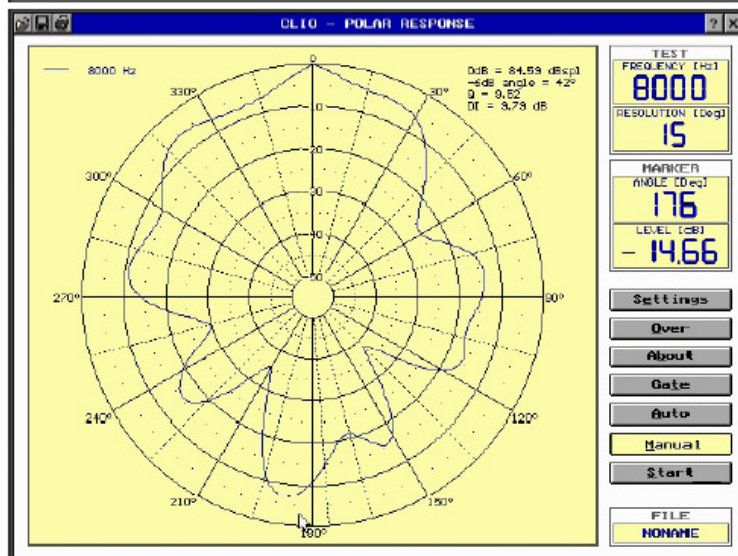 CLIO - POLAR RESPONSE
? X
8000 Hz
0dB = 84.59 dBspl
-6dB angle = 42°
Q = 9.52
DI = 9.79 dB
0
330°
30°
300°
60°
270°
90°
240°
120°
210°
150°
180°
10
20
30
40
50
TEST
FREQUENCY [Hz]
8000
RESOLUTION [Deg]
15
MARKER
ANGLE [Deg]
176
LEVEL [dB]
-14.66
Settings
Over
About
Gate
Auto
Manual
Start
FILE
NONAME